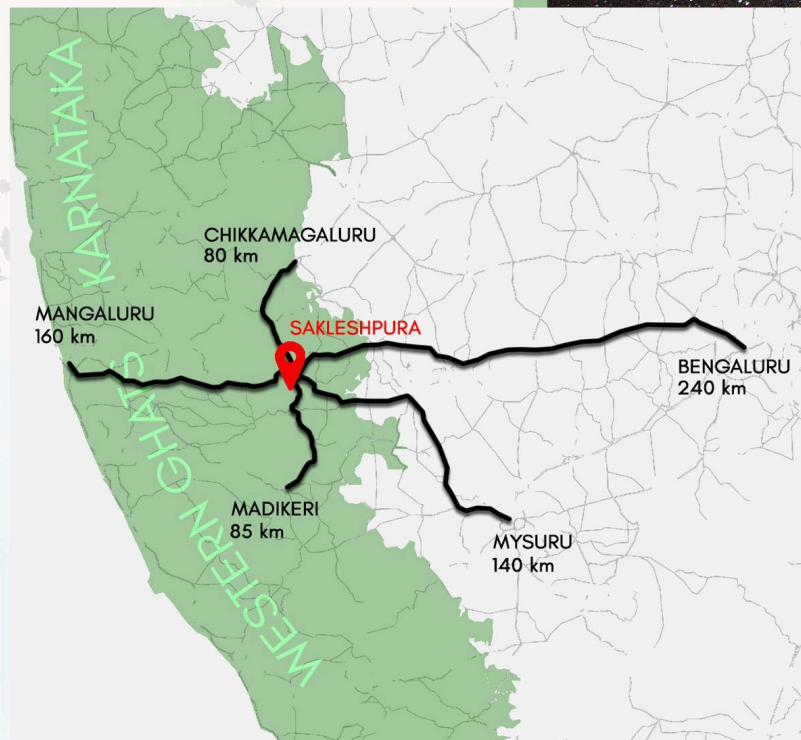 KARNATAKA
CHIKKAMAGALURU
80 km
MANGALURU
160 km
SAKLESHPURA
BENGALURU
240 km
WESTERN GHATS
MADIKERI
85 km
MYSURU
140 km